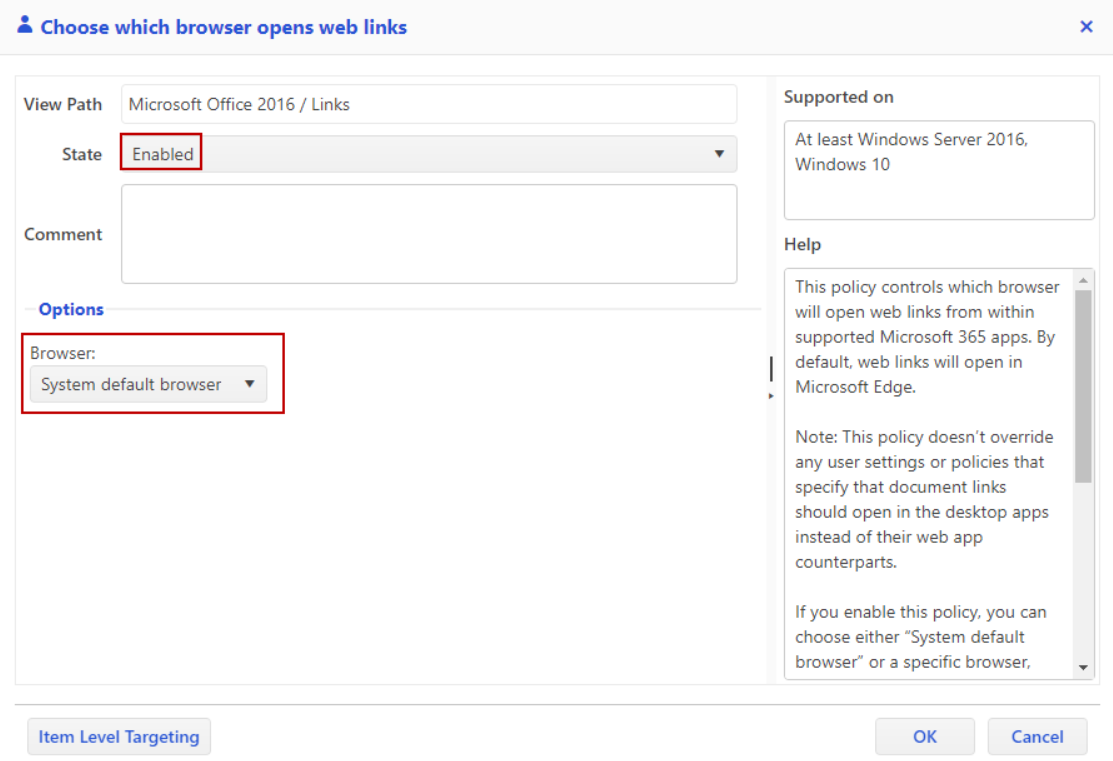 Choose which browser opens web links
View Path
Microsoft Office 2016 / Links
State
Enabled
Comment
Options
Browser:
System default browser
Supported on
At least Windows Server 2016,
Windows 10
Help
This policy controls which browser
will open web links from within
supported Microsoft 365 apps. By
default, web links will open in
Microsoft Edge.
Note: This policy doesn't override
any user settings or policies that
specify that document links
should open in the desktop apps
instead of their web app
counterparts.
If you enable this policy, you can
choose either “System default
browser” or a specific browser,
Item Level Targeting
OK
Cancel